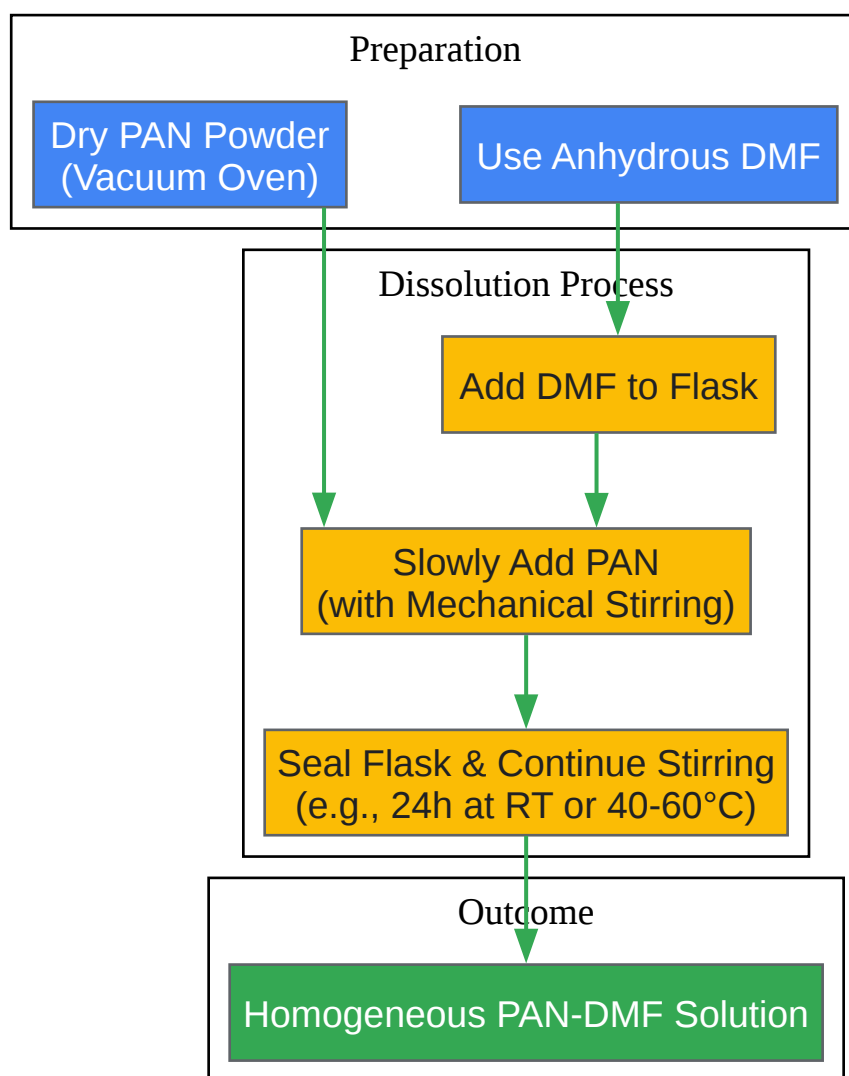 Preparation
Dry PAN Powder
(Vacuum Oven)
Use Anhydrous DMF
Dissolution Process
Add DMF to Flask
Slowly Add PAN
(with Mechanical Stirring)
Seal Flask & Continue Stirring
(e.g., 24h at RT or 40-60°C)
Outcome
Homogeneous PAN-DMF Solution